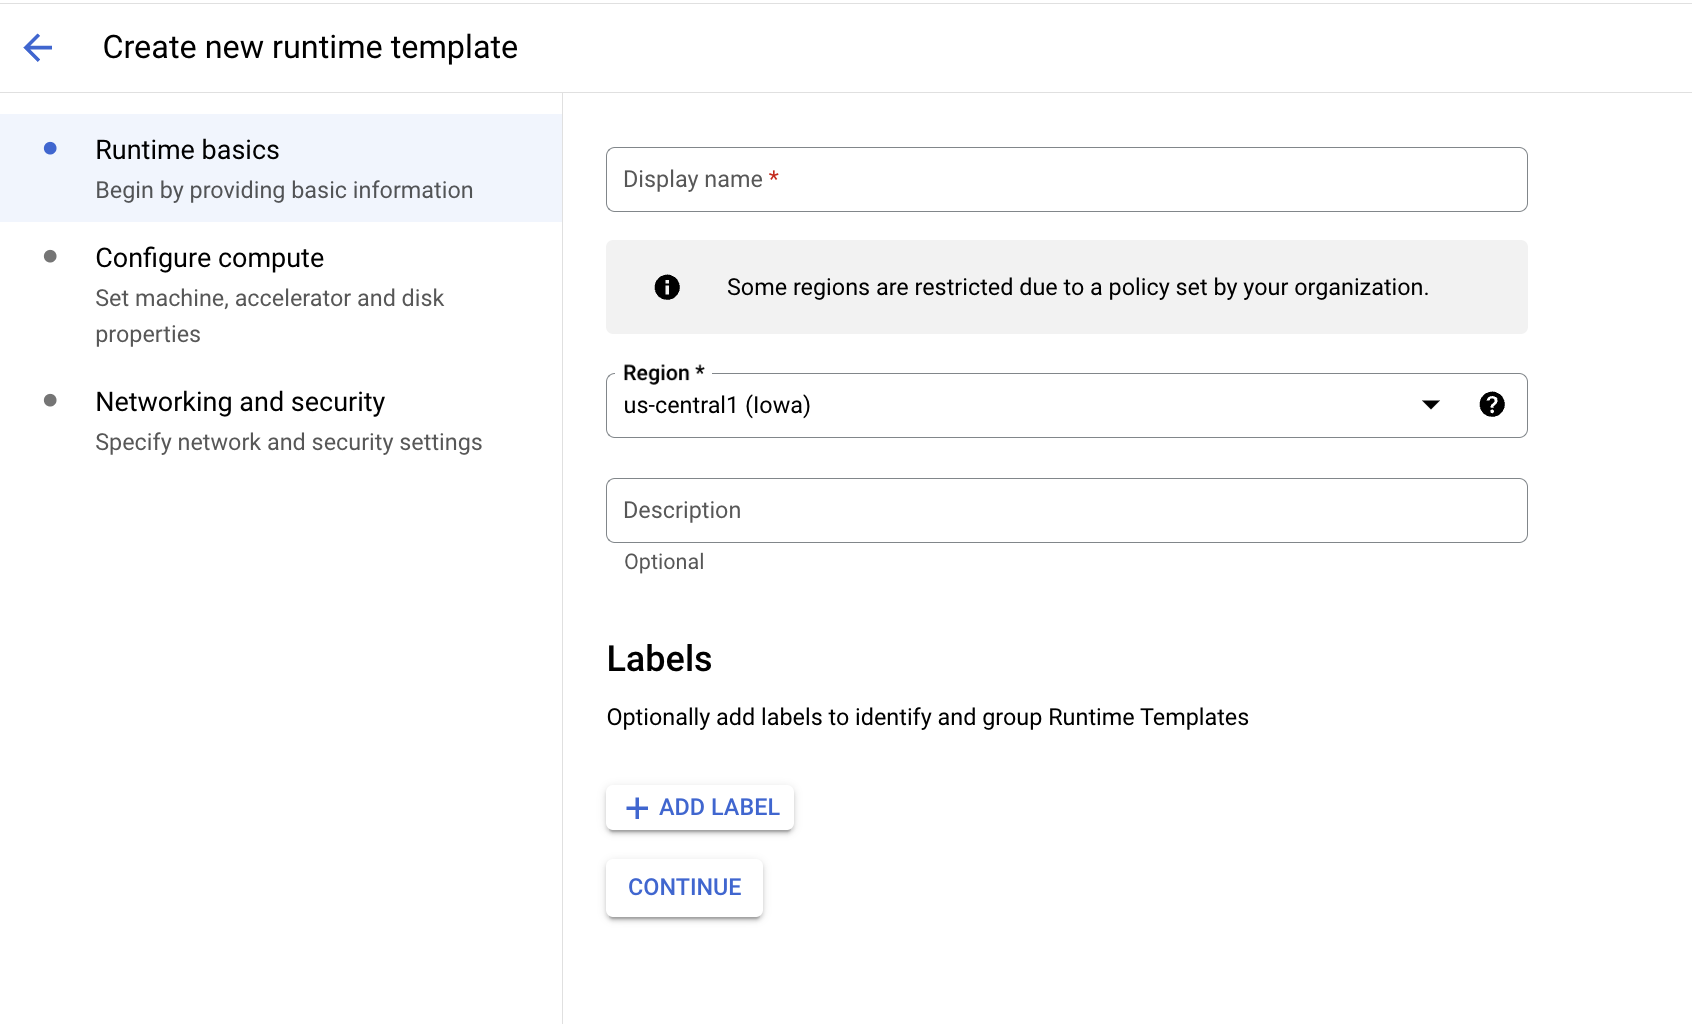 Create new runtime template
Runtime basics
Begin by providing basic information
Configure compute
Set machine, accelerator and disk
properties
Networking and security
Specify network and security settings
Display name *
Some regions are restricted due to a policy set by your organization.
Region *
us-central1 (Iowa)
Description
Optional
Labels
Optionally add labels to identify and group Runtime Templates
ADD LABEL
CONTINUE